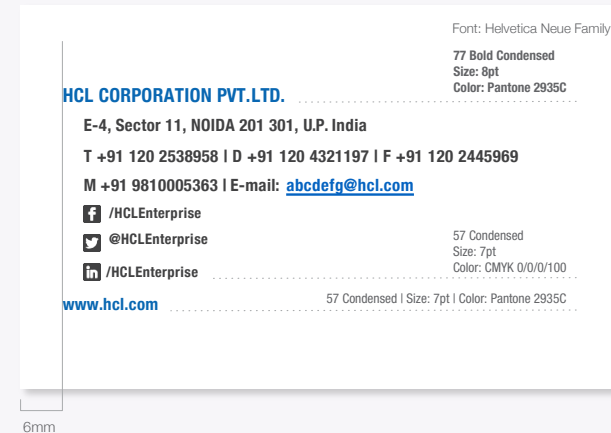 Font: Helvetica Neue Family
77 Bold Condensed
Size: 8pt
Color: Pantone 2935C
HCL CORPORATION PVT.LTD.
E-4, Sector 11, NOIDA 201 301, U.P. India
T +91 120 2538958 I D +91 120 4321197 I F +91 120 2445969
M +91 9810005363 I E-mail: abcdefg@hcl.com
/HCLEnterprise
@HCLEnterprise
in /HCLEnterprise
57 Condensed
Size: 7pt
Color: CMYK 0/0/0/100
www.hcl.com 57 Condensed | Size: 7pt | Color: Pantone 2935C
6mm